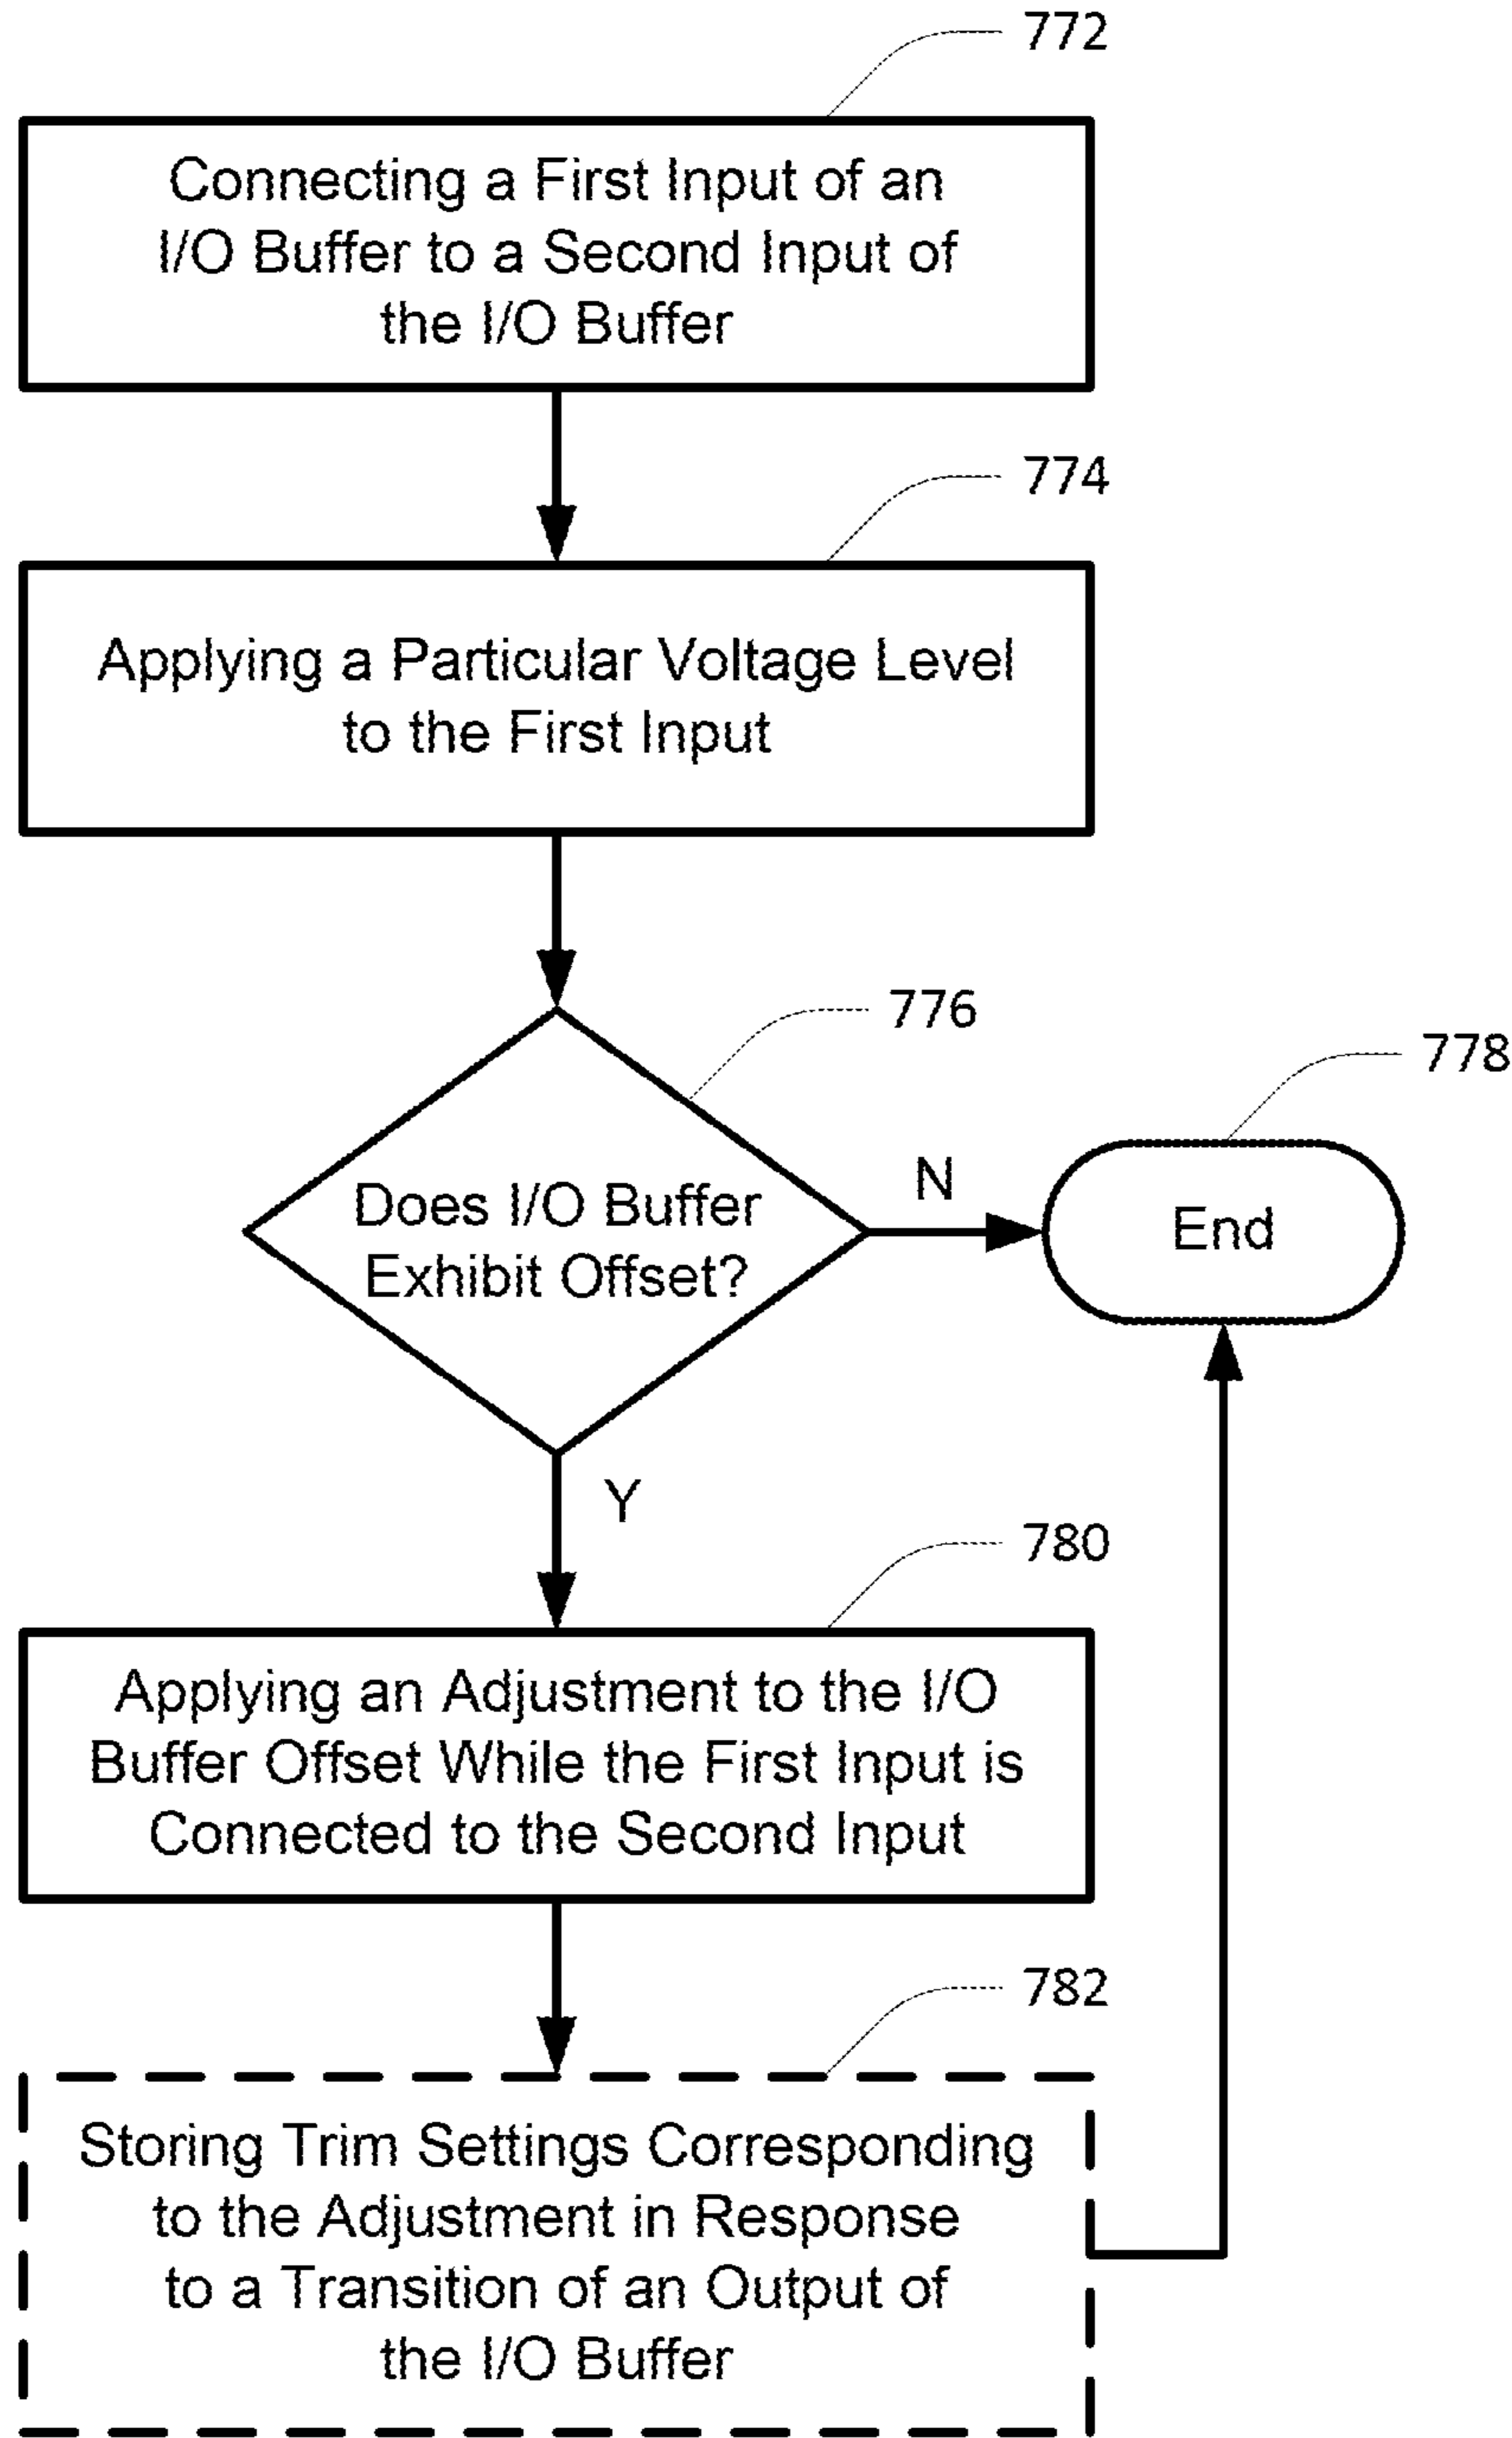 772
Connecting a First Input of an
I/O Buffer to a Second Input of
the I/O Buffer
774
Applying a Particular Voltage Level
to the First Input
776
778
Does I/O Buffer
Exhibit Offset?
N
End
Y
780
Applying an Adjustment to the I/O
Buffer Offset While the First Input is
Connected to the Second Input
782
Storing Trim Settings Corresponding
to the Adjustment in Response
to a Transition of an Output of
the I/O Buffer